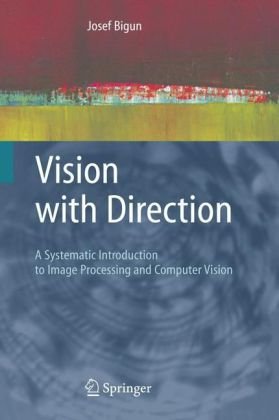 Josef Bigun
Vision
with Direction
A Systematic Introduction
to Image Processing and Computer Vision
Springer